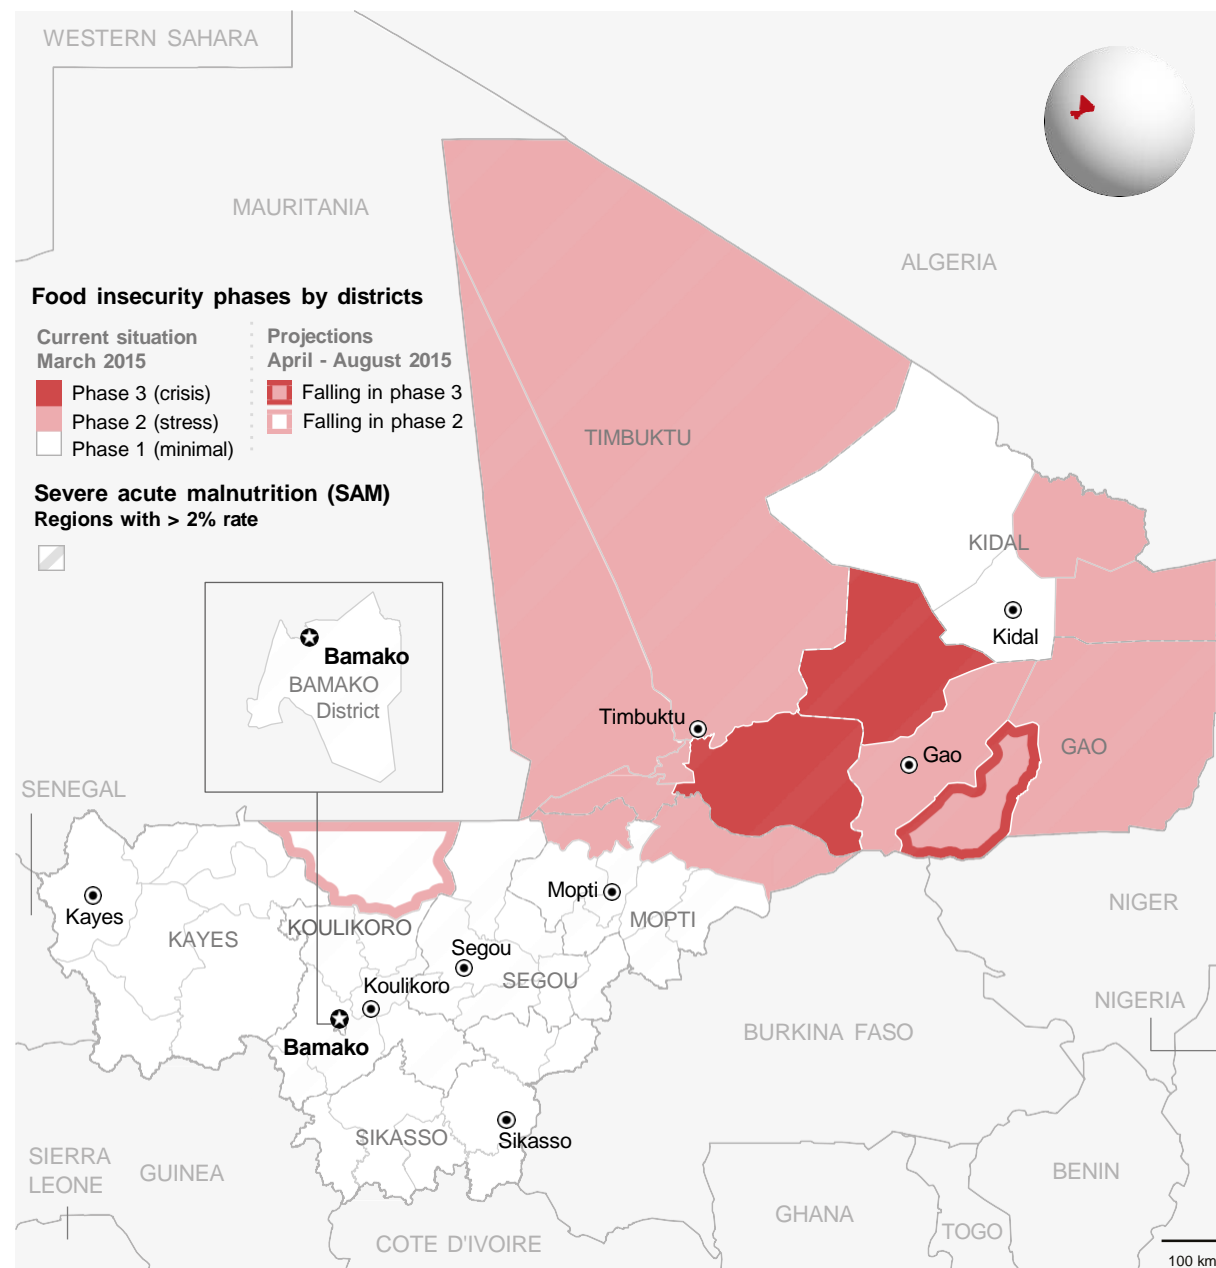 WESTERN SAHARA
MAURITANIA
ALGERIA
Food insecurity phases by districts
Current situation
March 2015
Phase 3 (crisis)
Phase 2 (stress)
Phase 1 (minimal)
Projections
April - August 2015
Falling in phase 3
Falling in phase 2
Severe acute malnutrition (SAM)
Regions with > 2% rate
TIMBUKTU
KIDAL
Kidal
Bamako
BAMAKO
District
Timbuktu
Gao
GAO
SENEGAL
Kayes
KAYES
KOULIKORO
Mopti
MOPTI
Segou
SEGOU
Koulikoro
Bamako
NIGER
NIGERIA
BURKINA FASO
SIKASSO
Sikasso
SIERRA
LEONE
GUINEA
COTE D'IVOIRE
GHANA
TOGO
BENIN
100 km